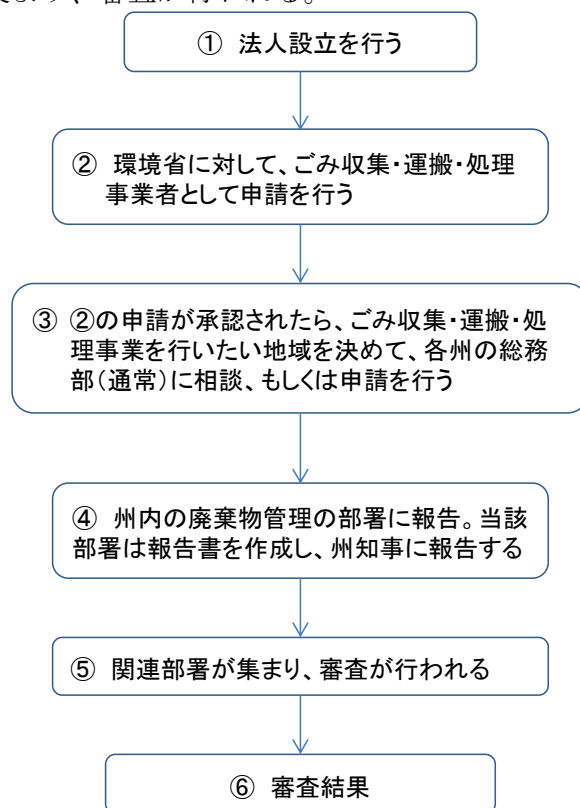 審査が行われる。
① 法人設立を行う
② 環境省に対して、ごみ収集・運搬・処理
事業者として申請を行う
③ ②の申請が承認されたら、ごみ収集・運搬・処
理事業を行いたい地域を決めて、各州の総務
部（通常）に相談、もしくは申請を行う
④ 州内の廃棄物管理の部署に報告。当該
部署は報告書を作成し、州知事に報告する
⑤ 関連部署が集まり、審査が行われる
⑥ 審査結果